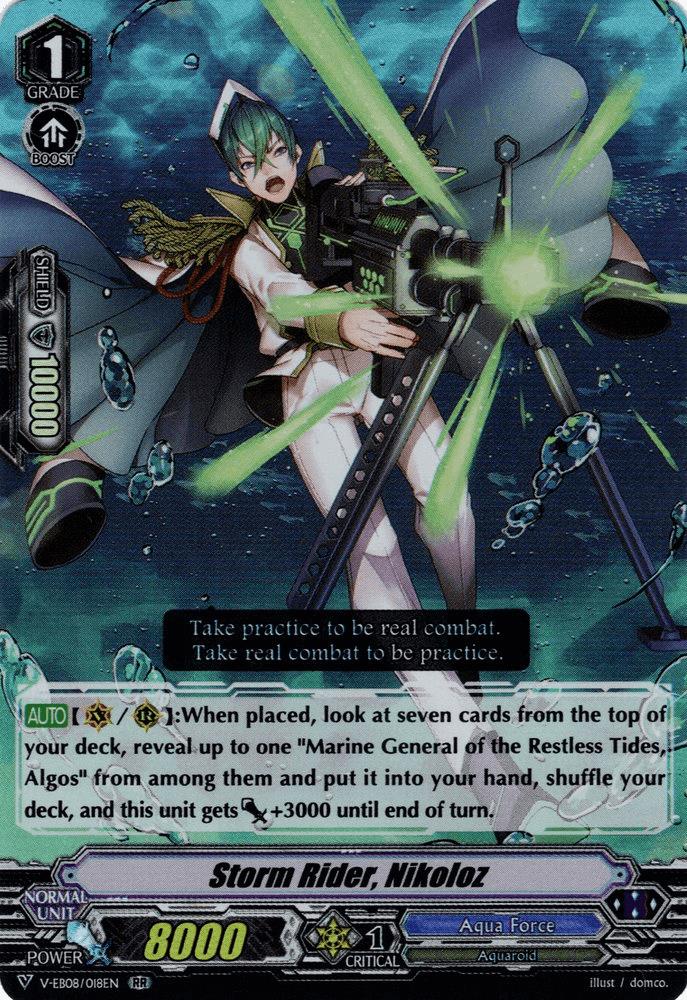 1
GRADE
BOOST
SHIELD
10000
Take practice to be real combat.
Take real combat to be practice.
AUTO【 V / R 】:When placed, look at seven cards from the top of
your deck, reveal up to one "Marine General of the Restless Tides,
Algos" from among them and put it into your hand, shuffle your
deck, and this unit gets +3000 until end of turn.
Storm Rider, Nikoloz
NORMAL
UNIT
POWER
8000
1
CRITICAL
Aqua Force
Aquaroid
V-EB08/018EN RR
illust / domco.